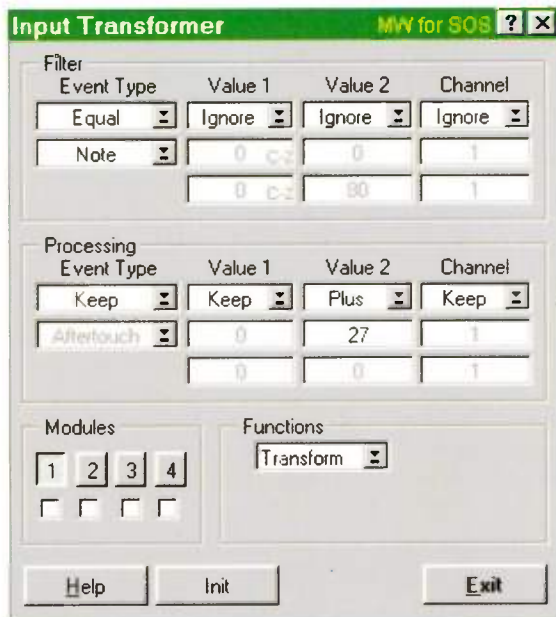 Input Transformer MW for SOS ? X
Filter
Event Type Value 1 Value 2 Channel
Equal Ignore Ignore Ignore
Note 0 c-2 0 1
0 c-2 80 1
Processing
Event Type Value 1 Value 2 Channel
Keep Keep Plus Keep
Aftertouch 0 27 1
0 0 1
Modules Functions
1 2 3 4 Transform
Help Init Exit